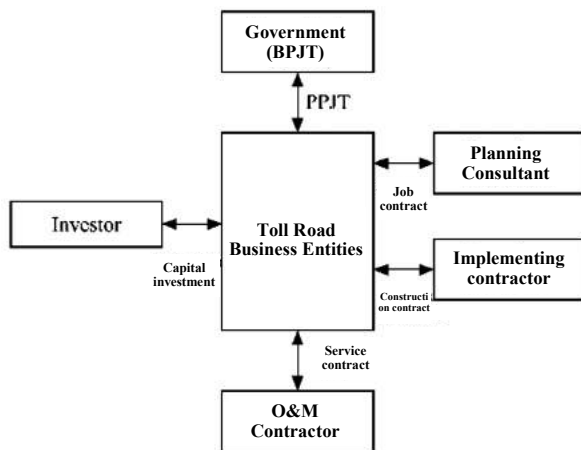 Government
(BPJT)
PPJT
Planning
Consultant
Job
contract
Investor
Capital
investment
Toll Road
Business Entities
Implementing
contractor
Constructi
on contract
Service
contract
O&M
Contractor